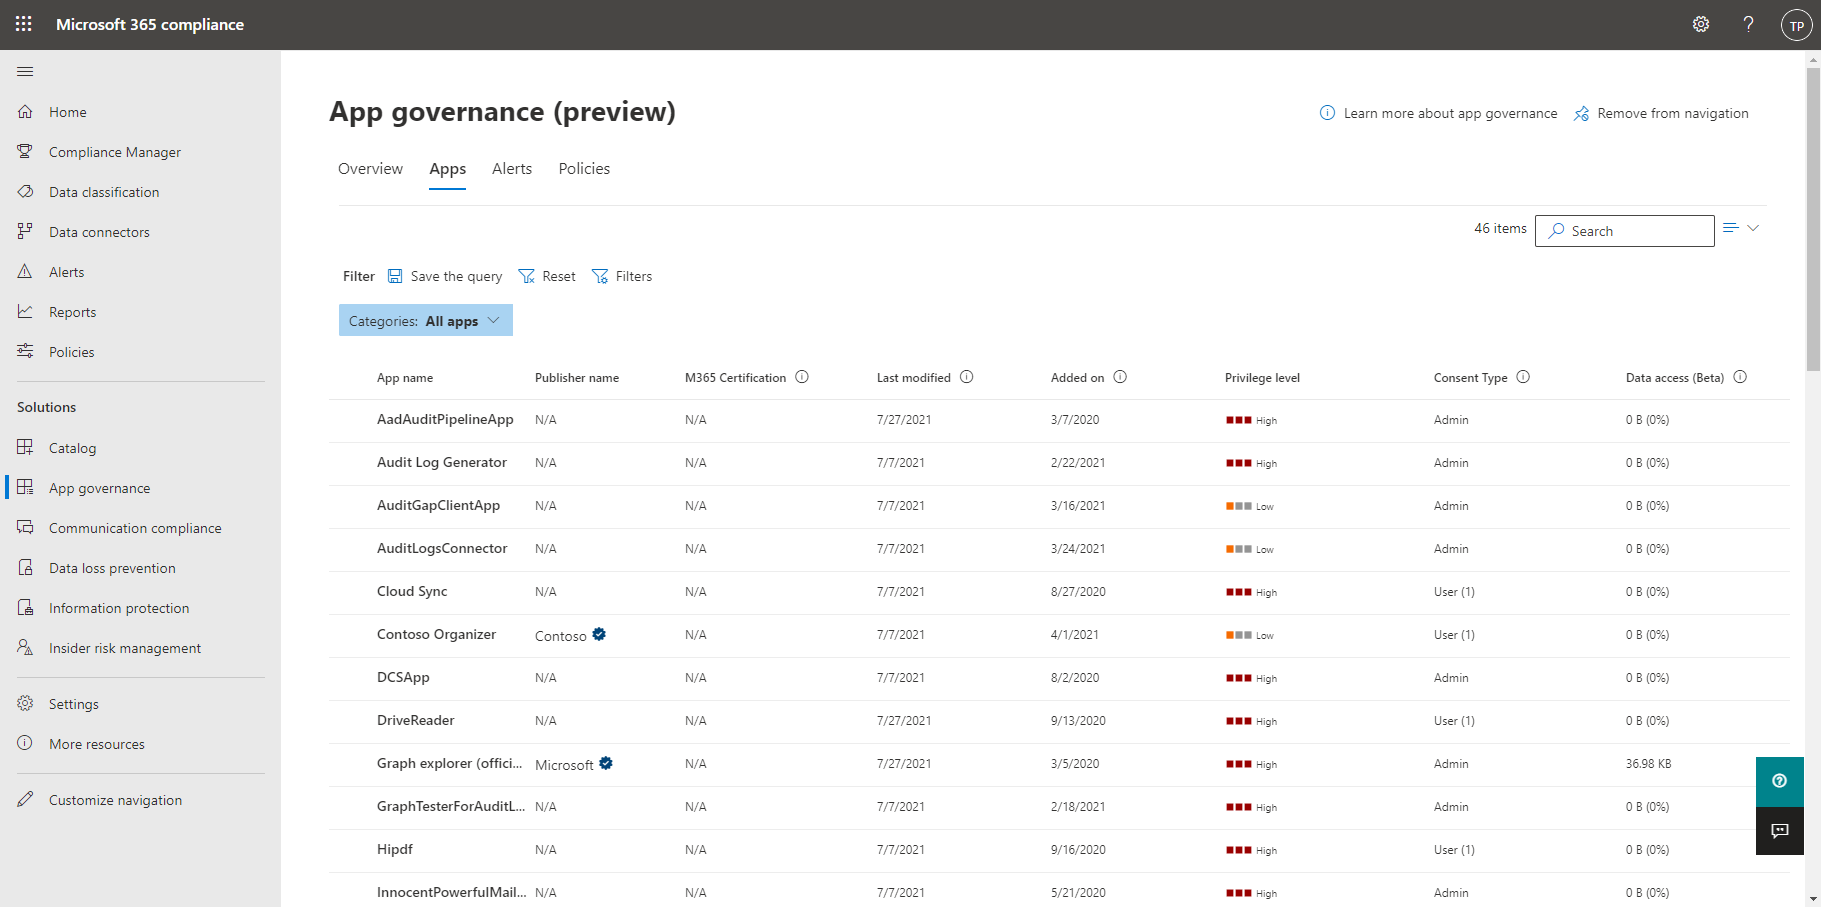 Microsoft 365 compliance
TP
Home
Compliance Manager
Data classification
Data connectors
Alerts
Reports
Policies
Solutions
Catalog
App governance
Communication compliance
Data loss prevention
Information protection
Insider risk management
Settings
More resources
Customize navigation
App governance (preview)
Learn more about app governance Remove from navigation
Overview Apps Alerts Policies
46 items Search
Filter Save the query Reset Filters
Categories: All apps
App name Publisher name M365 Certification Last modified Added on Privilege level Consent Type Data access (Beta)
AadAuditPipelineApp N/A N/A 7/27/2021 3/7/2020 High Admin 0 B (0%)
Audit Log Generator N/A N/A 7/7/2021 2/22/2021 High Admin 0 B (0%)
AuditGapClientApp N/A N/A 7/7/2021 3/16/2021 Low Admin 0 B (0%)
AuditLogsConnector N/A N/A 7/7/2021 3/24/2021 Low Admin 0 B (0%)
Cloud Sync N/A N/A 7/7/2021 8/27/2020 High User (1) 0 B (0%)
Contoso Organizer Contoso N/A 7/7/2021 4/1/2021 Low User (1) 0 B (0%)
DCSApp N/A N/A 7/7/2021 8/2/2020 High Admin 0 B (0%)
DriveReader N/A N/A 7/27/2021 9/13/2020 High User (1) 0 B (0%)
Graph explorer (offici... Microsoft N/A 7/27/2021 3/5/2020 High Admin 36.98 KB
GraphTesterForAuditL... N/A N/A 7/7/2021 2/18/2021 High Admin 0 B (0%)
Hipdf N/A N/A 7/7/2021 9/16/2020 High User (1) 0 B (0%)
InnocentPowerfulMail... N/A N/A 7/7/2021 5/21/2020 High Admin 0 B (0%)